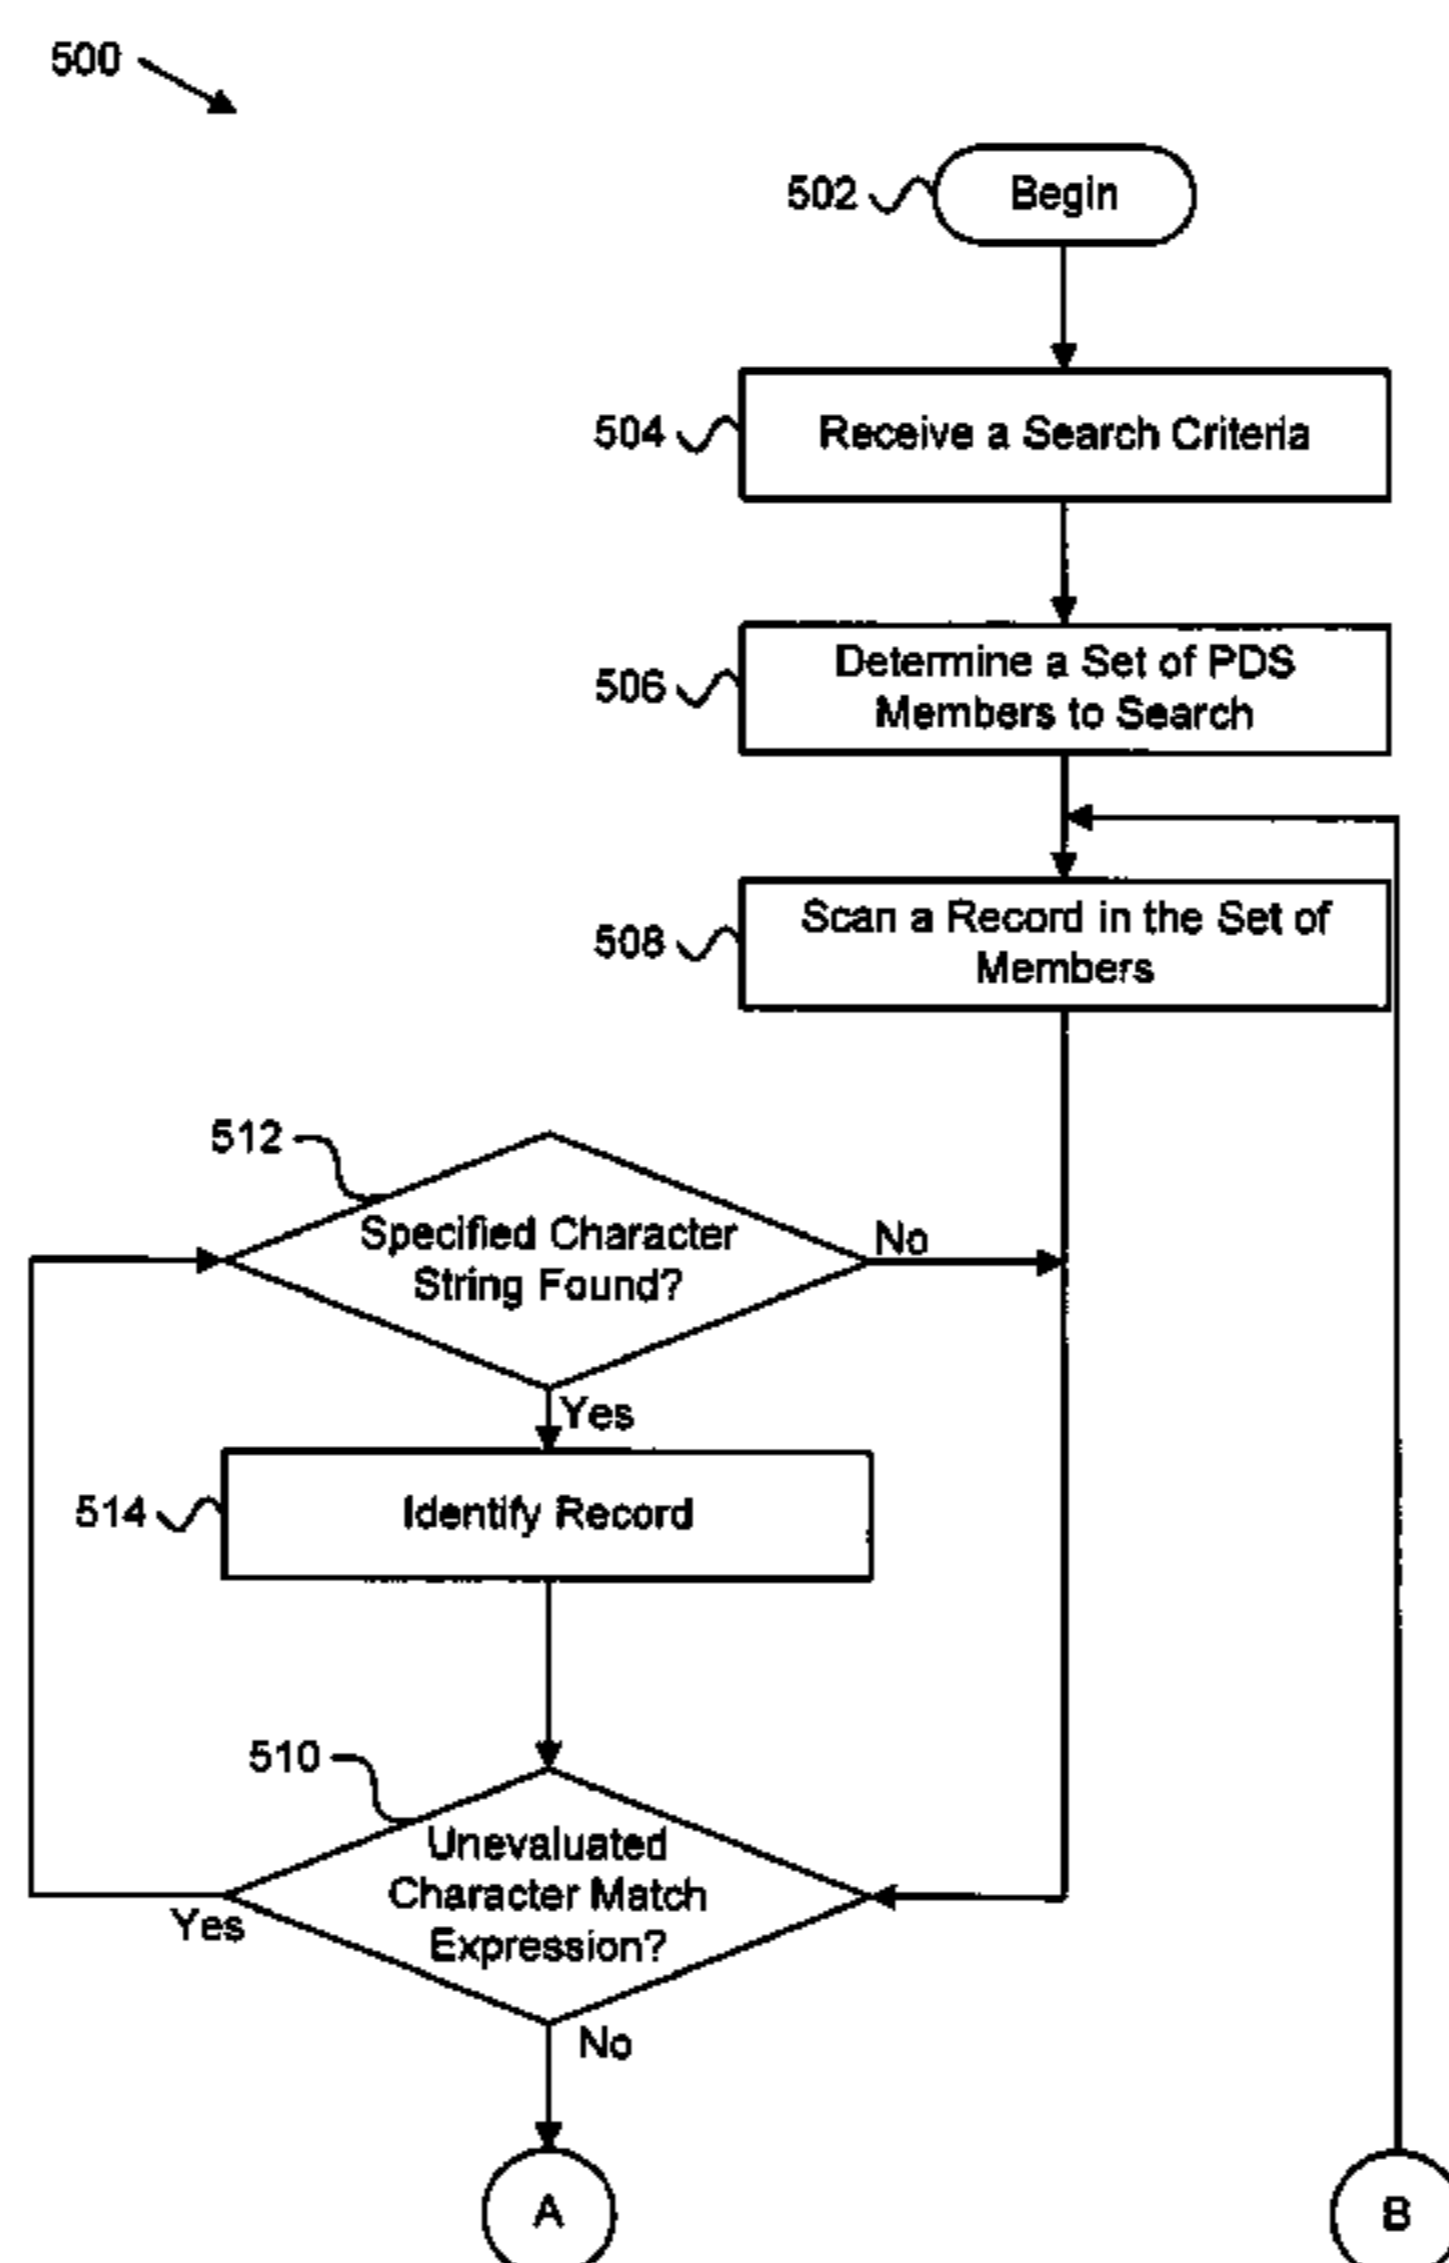 500
502
Begin
504
Receive a Search Criteria
506
Determine a Set of PDS
Members to Search
508
Scan a Record in the Set of
Members
512
Specified Character
String Found?
No
Yes
514
Identify Record
510
Unevaluated
Character Match
Expression?
Yes
No
A
B